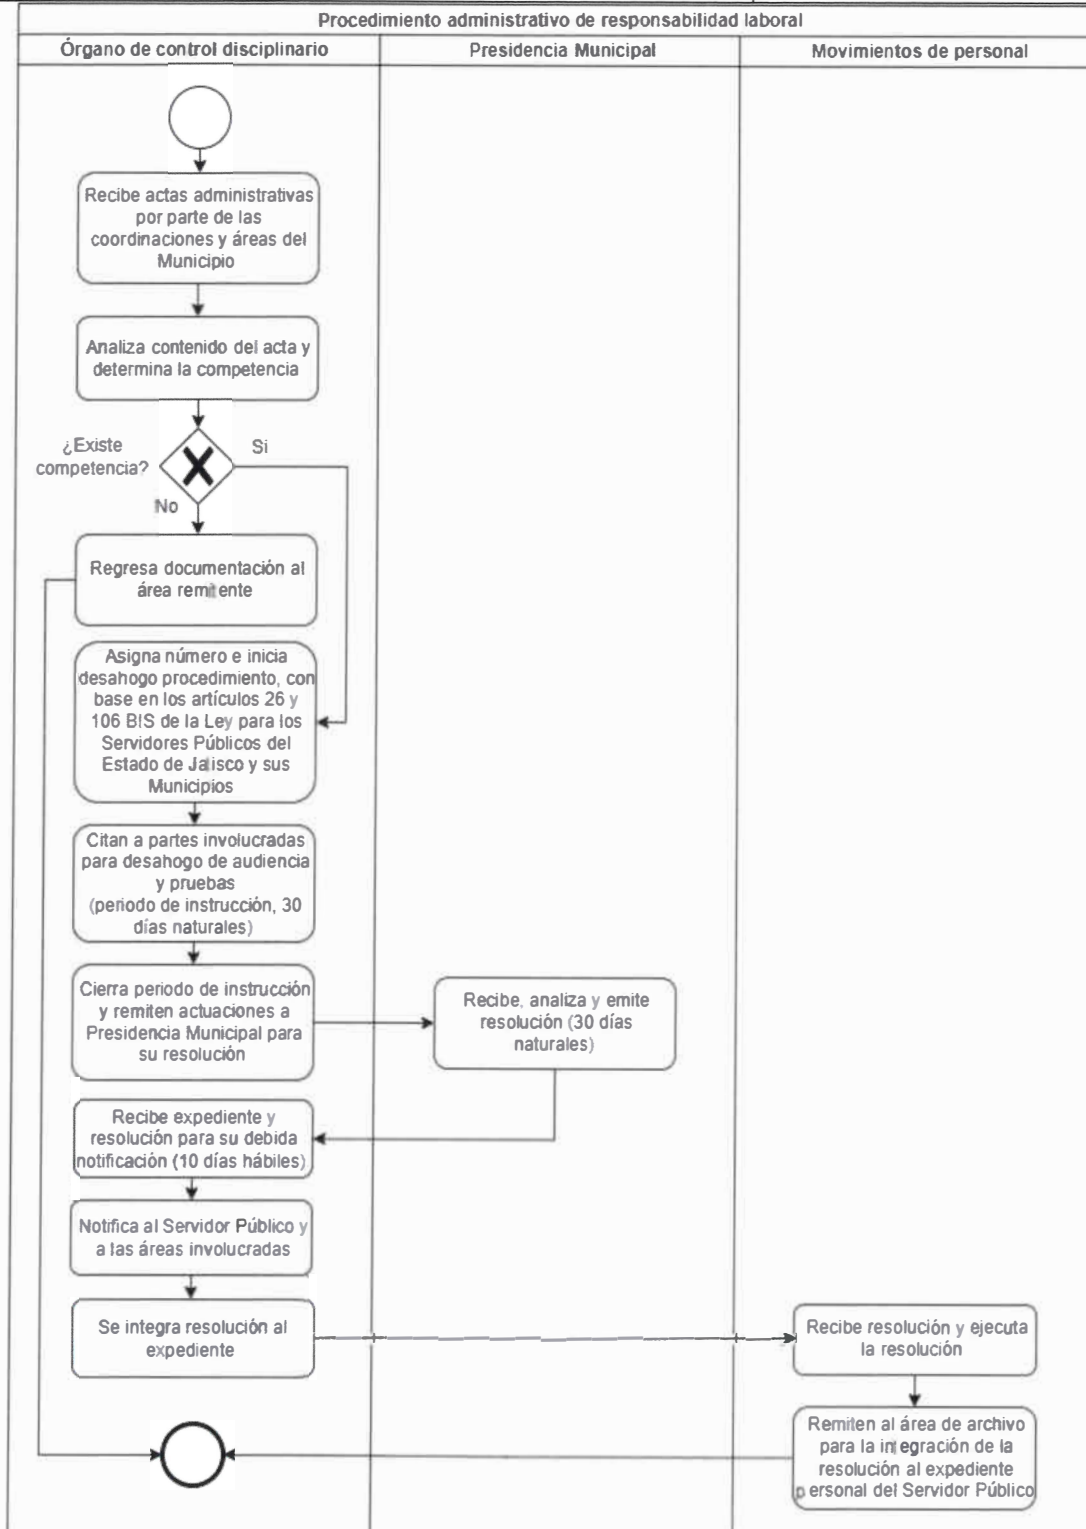 Procedimiento administrativo de responsabilidad laboral
Órgano de control disciplinario
Presidencia Municipal
Movimientos de personal
Recibe actas administrativas
por parte de las
coordinaciones y áreas del
Municipio
Analiza contenido del acta y
determina la competencia
¿Existe
competencia?
Si
No
Regresa documentación al
área remitente
Asigna número e inicia
desahogo procedimiento, con
base en los artículos 26 y
106 BIS de la Ley para los
Servidores Públicos del
Estado de Jalisco y sus
Municipios
Citan a partes involucradas
para desahogo de audiencia
y pruebas
(periodo de instrucción, 30
días naturales)
Cierra periodo de instrucción
y remiten actuaciones a
Presidencia Municipal para
su resolución
Recibe, analiza y emite
resolución (30 días
naturales)
Recibe expediente y
resolución para su debida
notificación (10 días hábiles)
Notifica al Servidor Público y
a las áreas involucradas
Se integra resolución al
expediente
Recibe resolución y ejecuta
la resolución
Remiten al área de archivo
para la integración de la
resolución al expediente
personal del Servidor Público